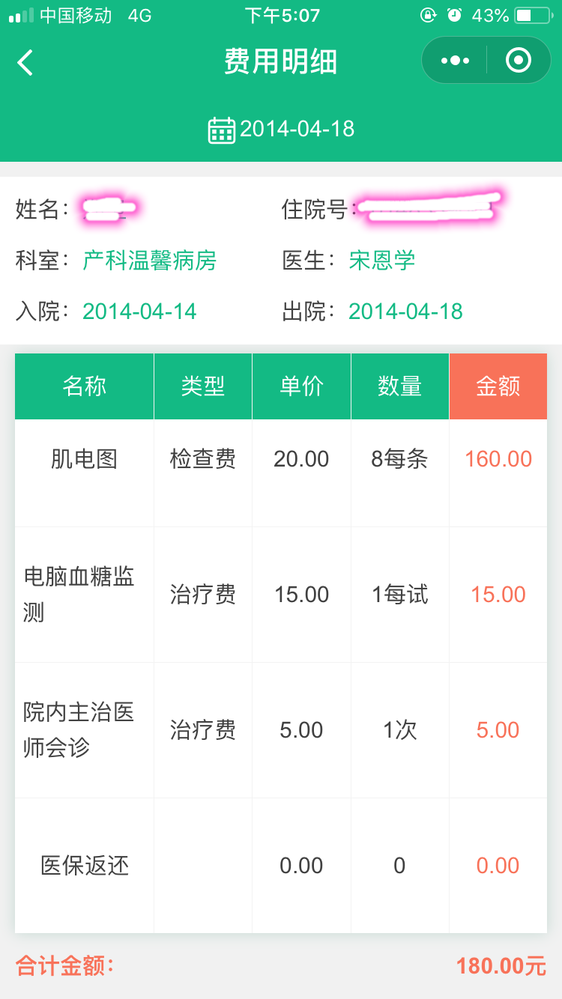 中国移动 4G 下午5:07 43%
费用明细
2014-04-18
姓名： 住院号：
科室： 产科温馨病房 医生： 宋恩学
入院： 2014-04-14 出院： 2014-04-18
名称 类型 单价 数量 金额
肌电图 检查费 20.00 8每条 160.00
电脑血糖监
测 治疗费 15.00 1每试 15.00
院内主治医
师会诊 治疗费 5.00 1次 5.00
医保返还 0.00 0 0.00
合计金额： 180.00元